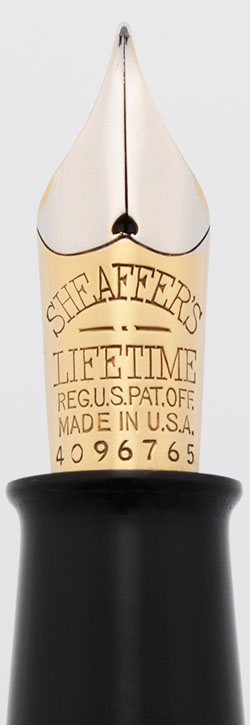 SHEAFFER'S
LIFETIME
REG.U.S.PAT.OFF.
MADE IN U.S.A.
4096765